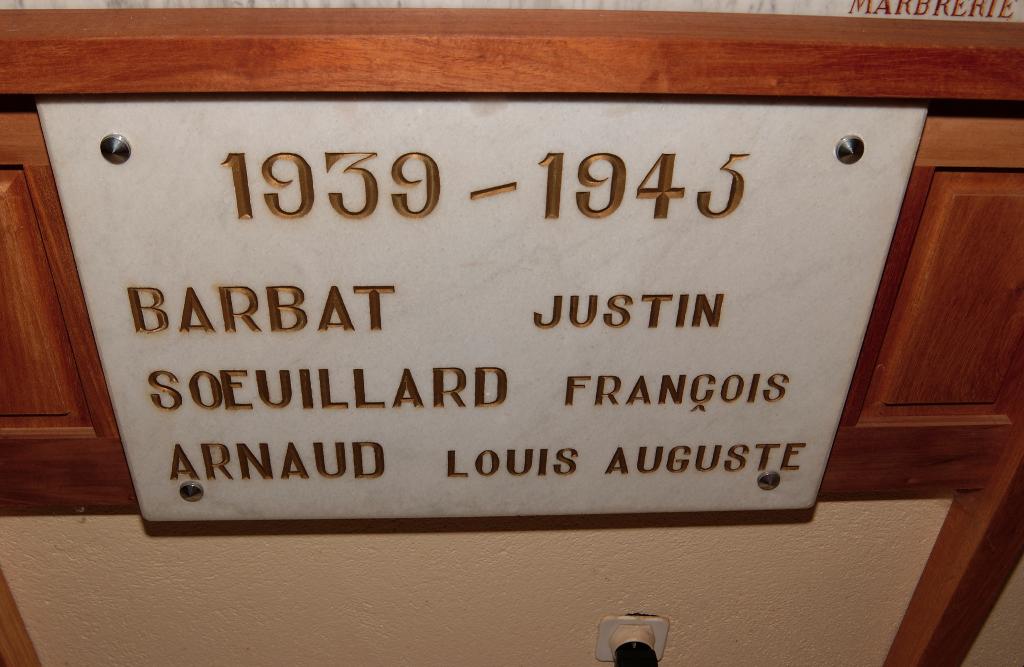 MARBRERIE
1939 - 1945
BARBAT JUSTIN
SOEUILLARD FRANÇOIS
ARNAUD LOUIS AUGUSTE